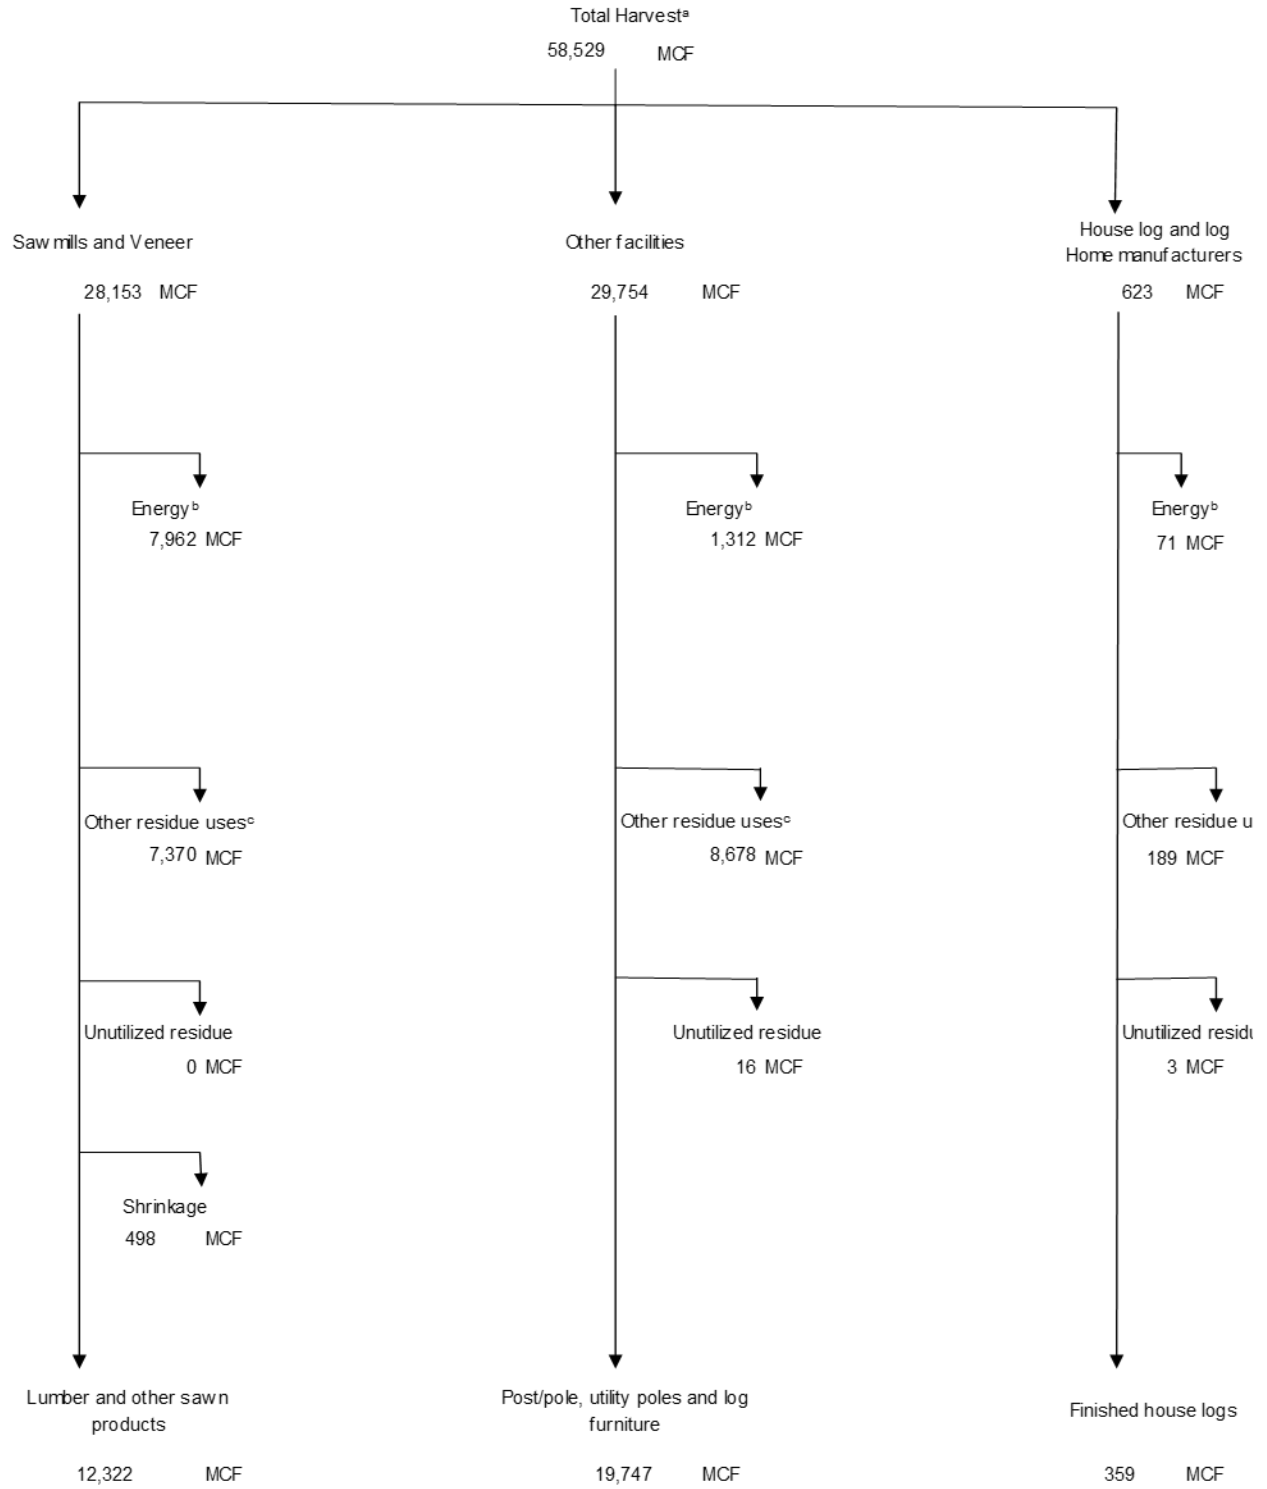 Total Harvestᵃ
58,529 MCF
Saw mills and Veneer
Other facilities
House log and log
Home manufacturers
28,153 MCF
29,754 MCF
623 MCF
Energyᵇ
Energyᵇ
Energyᵇ
7,962 MCF
1,312 MCF
71 MCF
Other residue usesᶜ
Other residue usesᶜ
Other residue u
7,370 MCF
8,678 MCF
189 MCF
Unutilized residue
Unutilized residue
Unutilized residu
0 MCF
16 MCF
3 MCF
Shrinkage
498 MCF
Lumber and other sawn
products
Post/pole, utility poles and log
furniture
Finished house logs
12,322 MCF
19,747 MCF
359 MCF